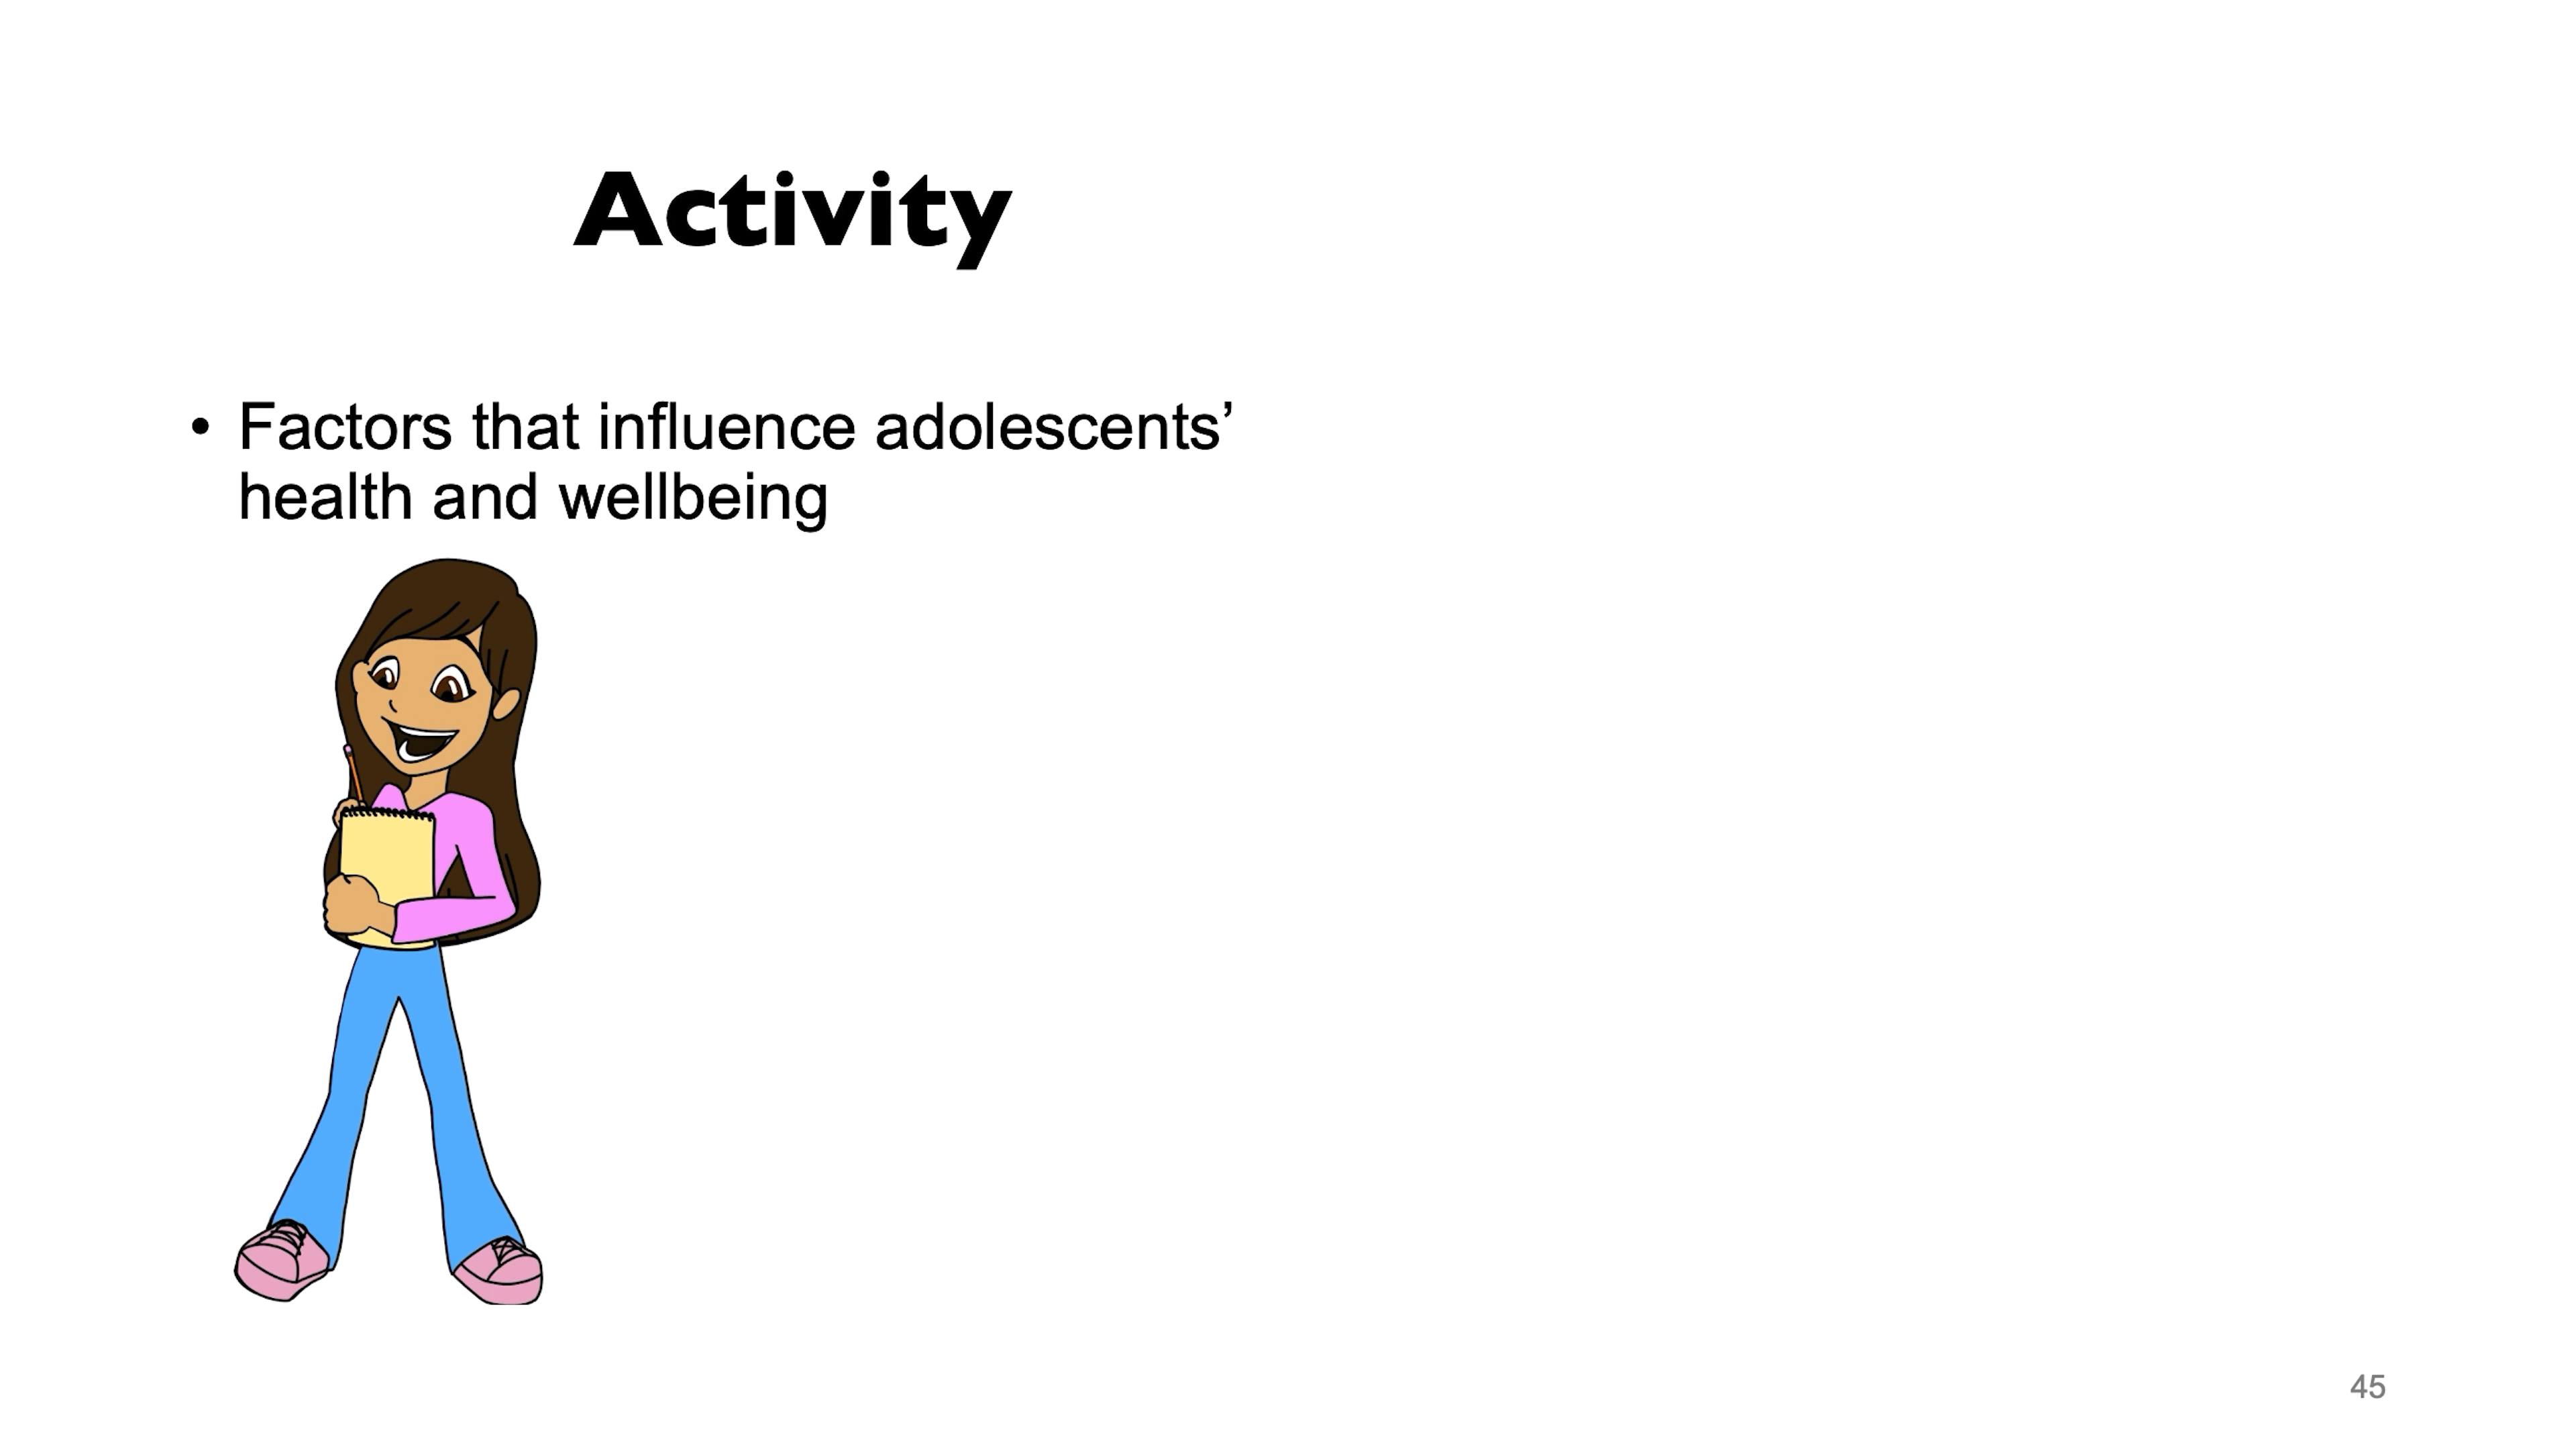 Activity
• Factors that influence adolescents’
health and wellbeing
45